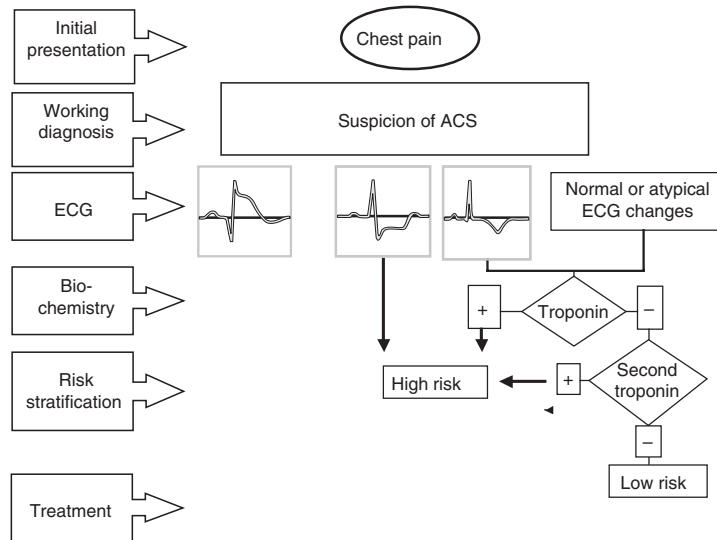 Initial
presentation
Chest pain
Working
diagnosis
Suspicion of ACS
ECG
Normal or atypical
ECG changes
Bio-
chemistry
+
Troponin
–
Risk
stratification
High risk
+
Second
troponin
–
Low risk
Treatment